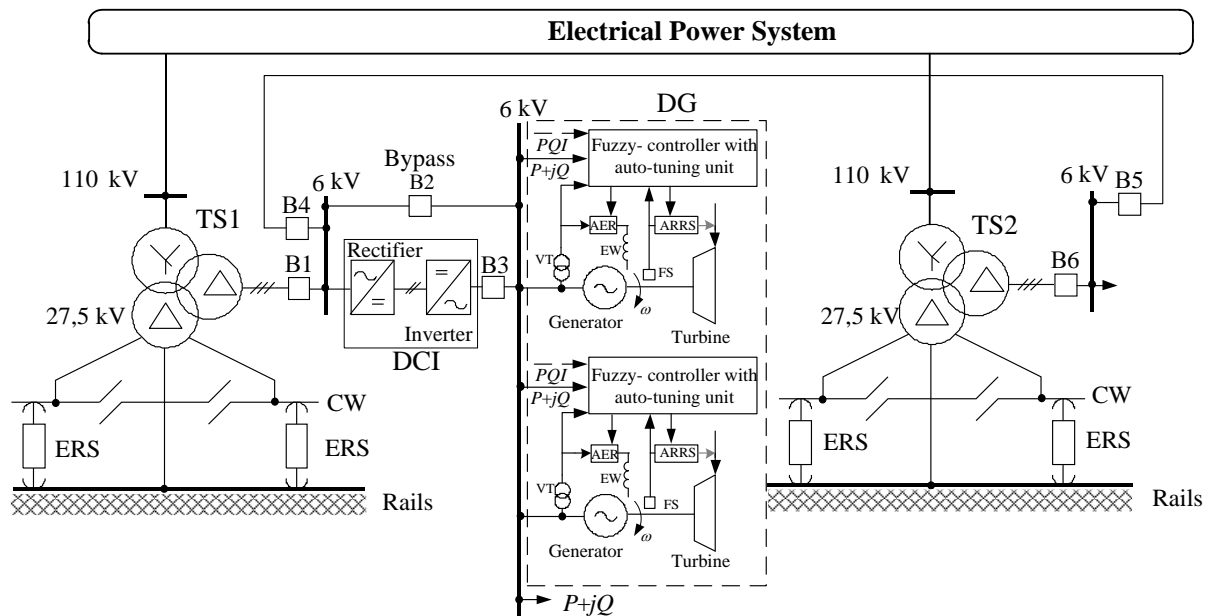 Electrical Power System
110 kV
TS1
27,5 kV
B4
6 kV
B1
Bypass
B2
Rectifier
Inverter
DCI
B3
6 kV
DG
PQI
P+jQ
Fuzzy- controller with
auto-tuning unit
AER
ARRS
EW
VT
FS
Generator
ω
Turbine
PQI
P+jQ
Fuzzy- controller with
auto-tuning unit
AER
ARRS
EW
VT
FS
Generator
ω
Turbine
P+jQ
CW
ERS
ERS
Rails
110 kV
TS2
27,5 kV
6 kV
B5
B6
CW
ERS
ERS
Rails